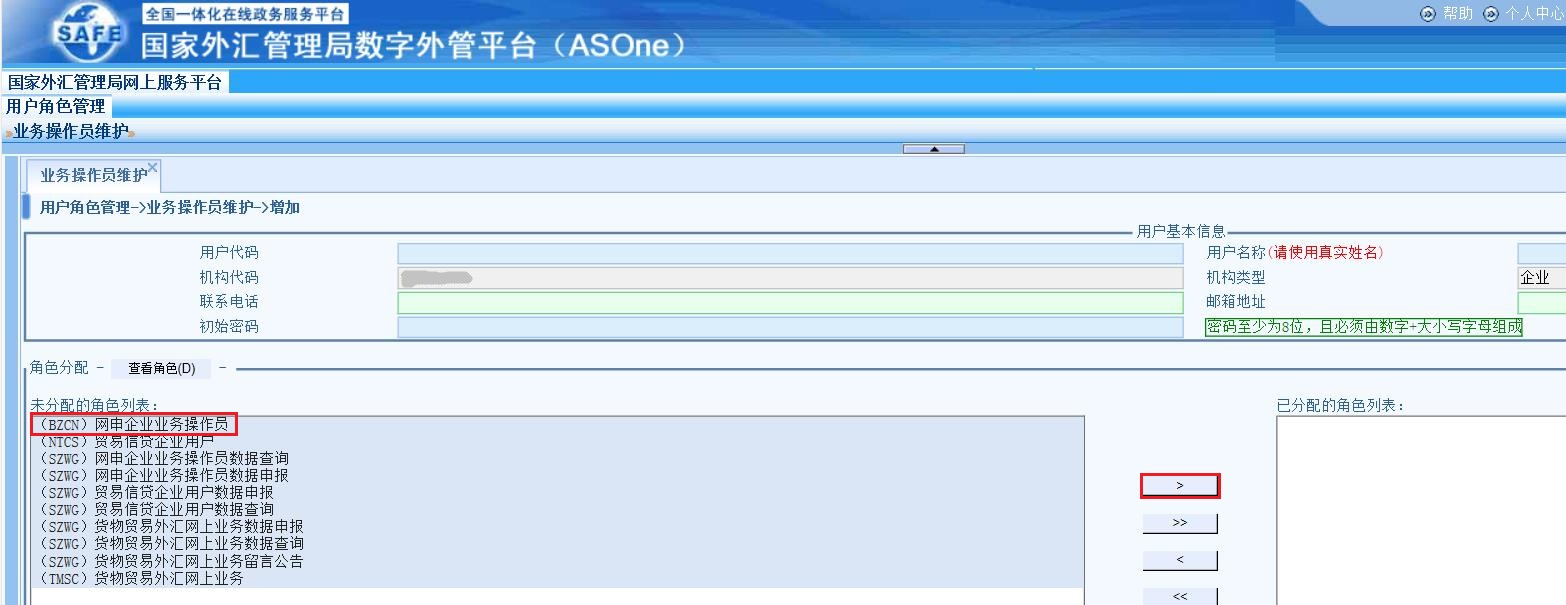 全国一体化在线政务服务平台
SAFE 国家外汇管理局数字外管平台（ASOne）
帮助 个人中心
国家外汇管理局网上服务平台
用户角色管理
业务操作员维护
业务操作员维护
用户角色管理->业务操作员维护->增加
用户基本信息
用户代码 用户名称(请使用真实姓名)
机构代码 机构类型 企业
联系电话 邮箱地址
初始密码 密码至少为8位，且必须由数字+大小写字母组成
角色分配 - 查看角色(D) -
未分配的角色列表: 已分配的角色列表:
（BZCN）网申企业业务操作员
（NTCS）贸易信贷企业用户
（SZWG）网申企业业务操作员数据查询
（SZWG）网申企业业务操作员数据申报
（SZWG）贸易信贷企业用户数据申报
（SZWG）贸易信贷企业用户数据查询
（SZWG）货物贸易外汇网上业务数据申报
（SZWG）货物贸易外汇网上业务数据查询
（SZWG）货物贸易外汇网上业务留言公告
（TMSC）货物贸易外汇网上业务
>
>>
<
<<